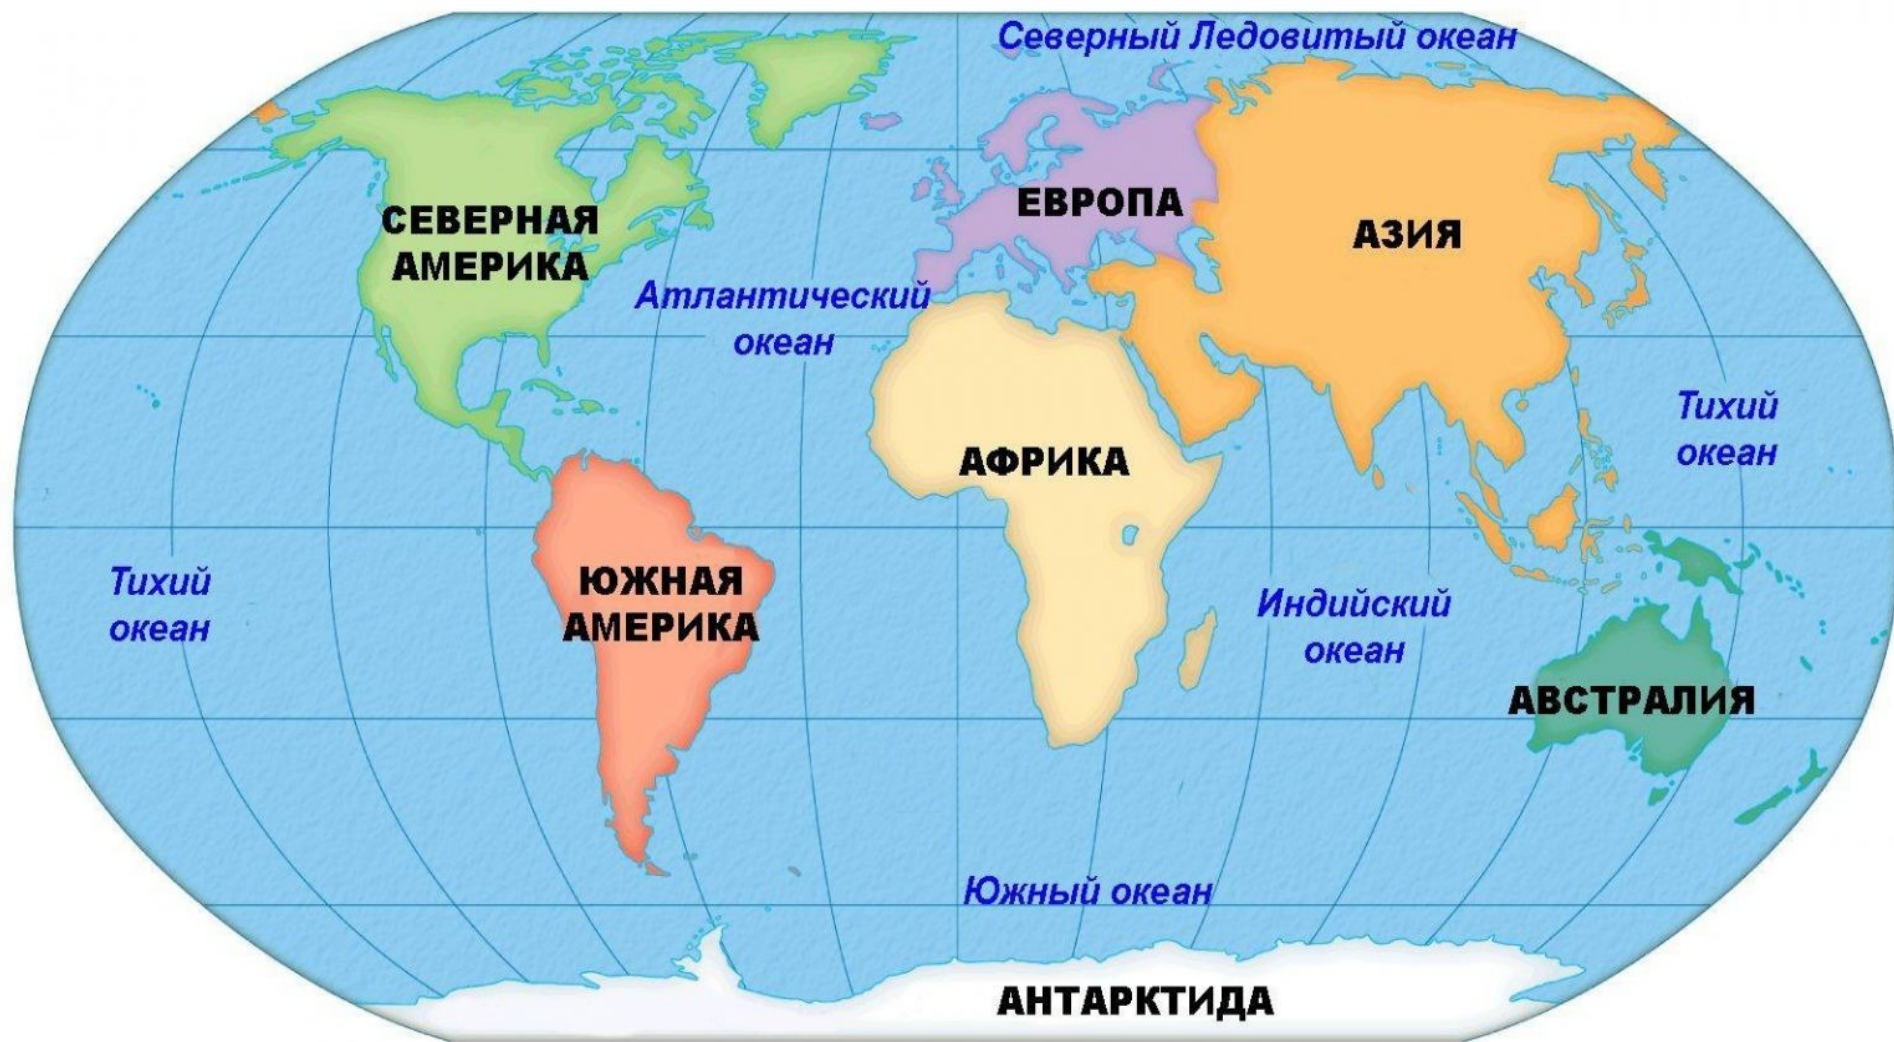 Северный Ледовитый океан
ЕВРОПА
СЕВЕРНАЯ
АМЕРИКА
АЗИЯ
Атлантический
океан
Тихий
океан
АФРИКА
Тихий
океан
ЮЖНАЯ
АМЕРИКА
Индийский
океан
АВСТРАЛИЯ
Южный океан
АНТАРКТИДА